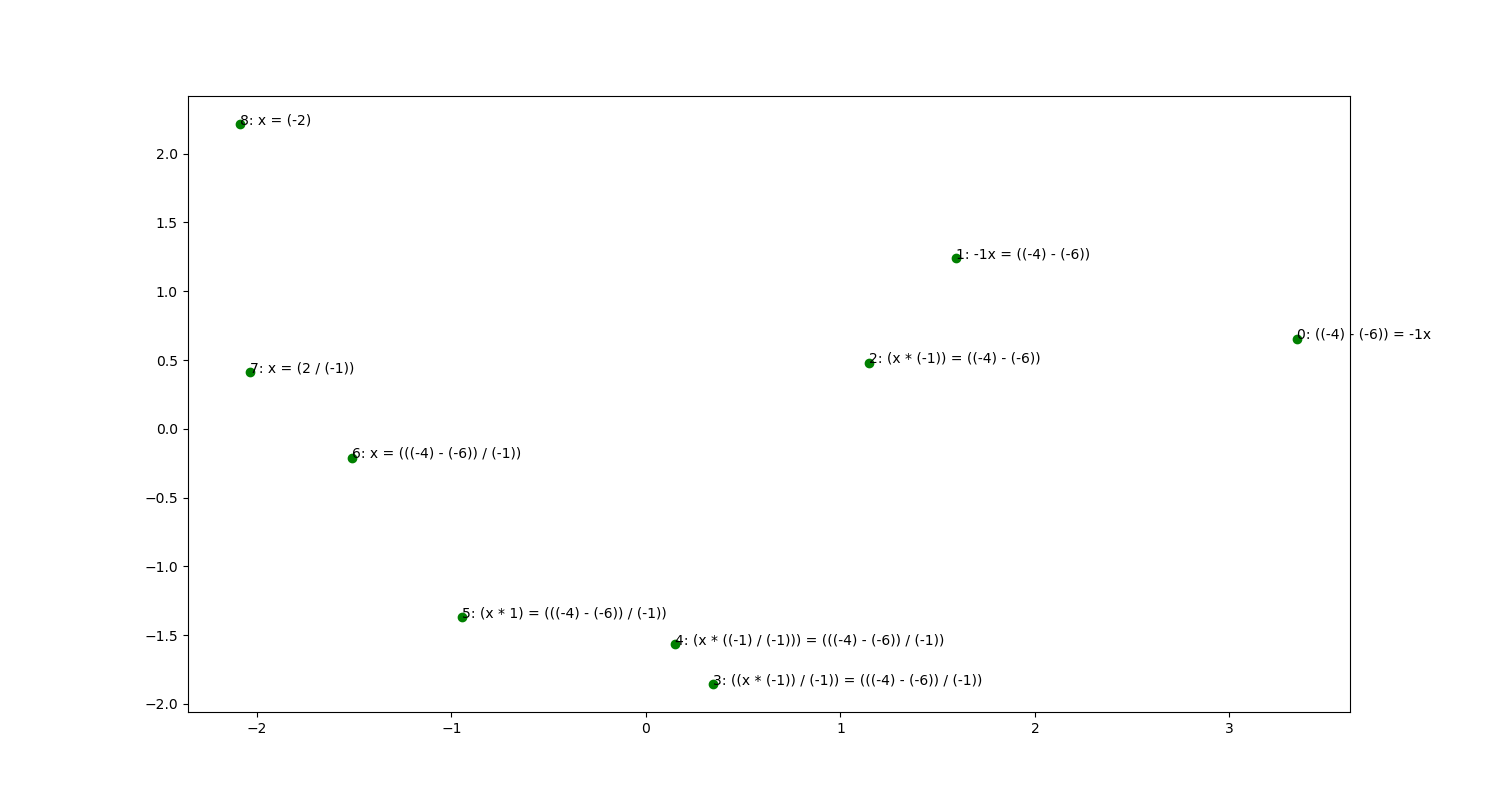 8: x = (-2)
2.0
1.5
1: -1x = ((-4) - (-6))
1.0
0: ((-4) - (-6)) = -1x
0.5
2: (x * (-1)) = ((-4) - (-6))
7: x = (2 / (-1))
0.0
6: x = (((-4) - (-6)) / (-1))
−0.5
−1.0
5: (x * 1) = (((-4) - (-6)) / (-1))
−1.5
4: (x * ((-1) / (-1))) = (((-4) - (-6)) / (-1))
3: ((x * (-1)) / (-1)) = (((-4) - (-6)) / (-1))
−2.0
−2 −1 0 1 2 3